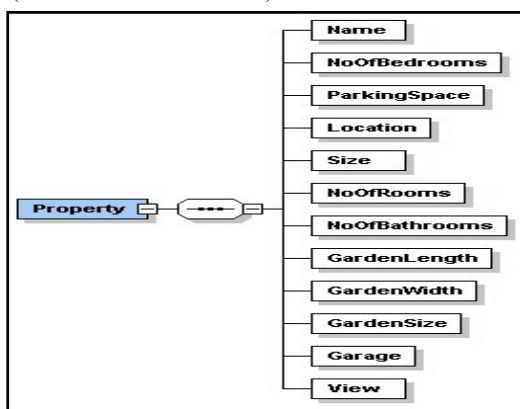 Name
NoOfBedrooms
ParkingSpace
Location
Size
Property
NoOfRooms
NoOfBathrooms
GardenLength
GardenWidth
GardenSize
Garage
View